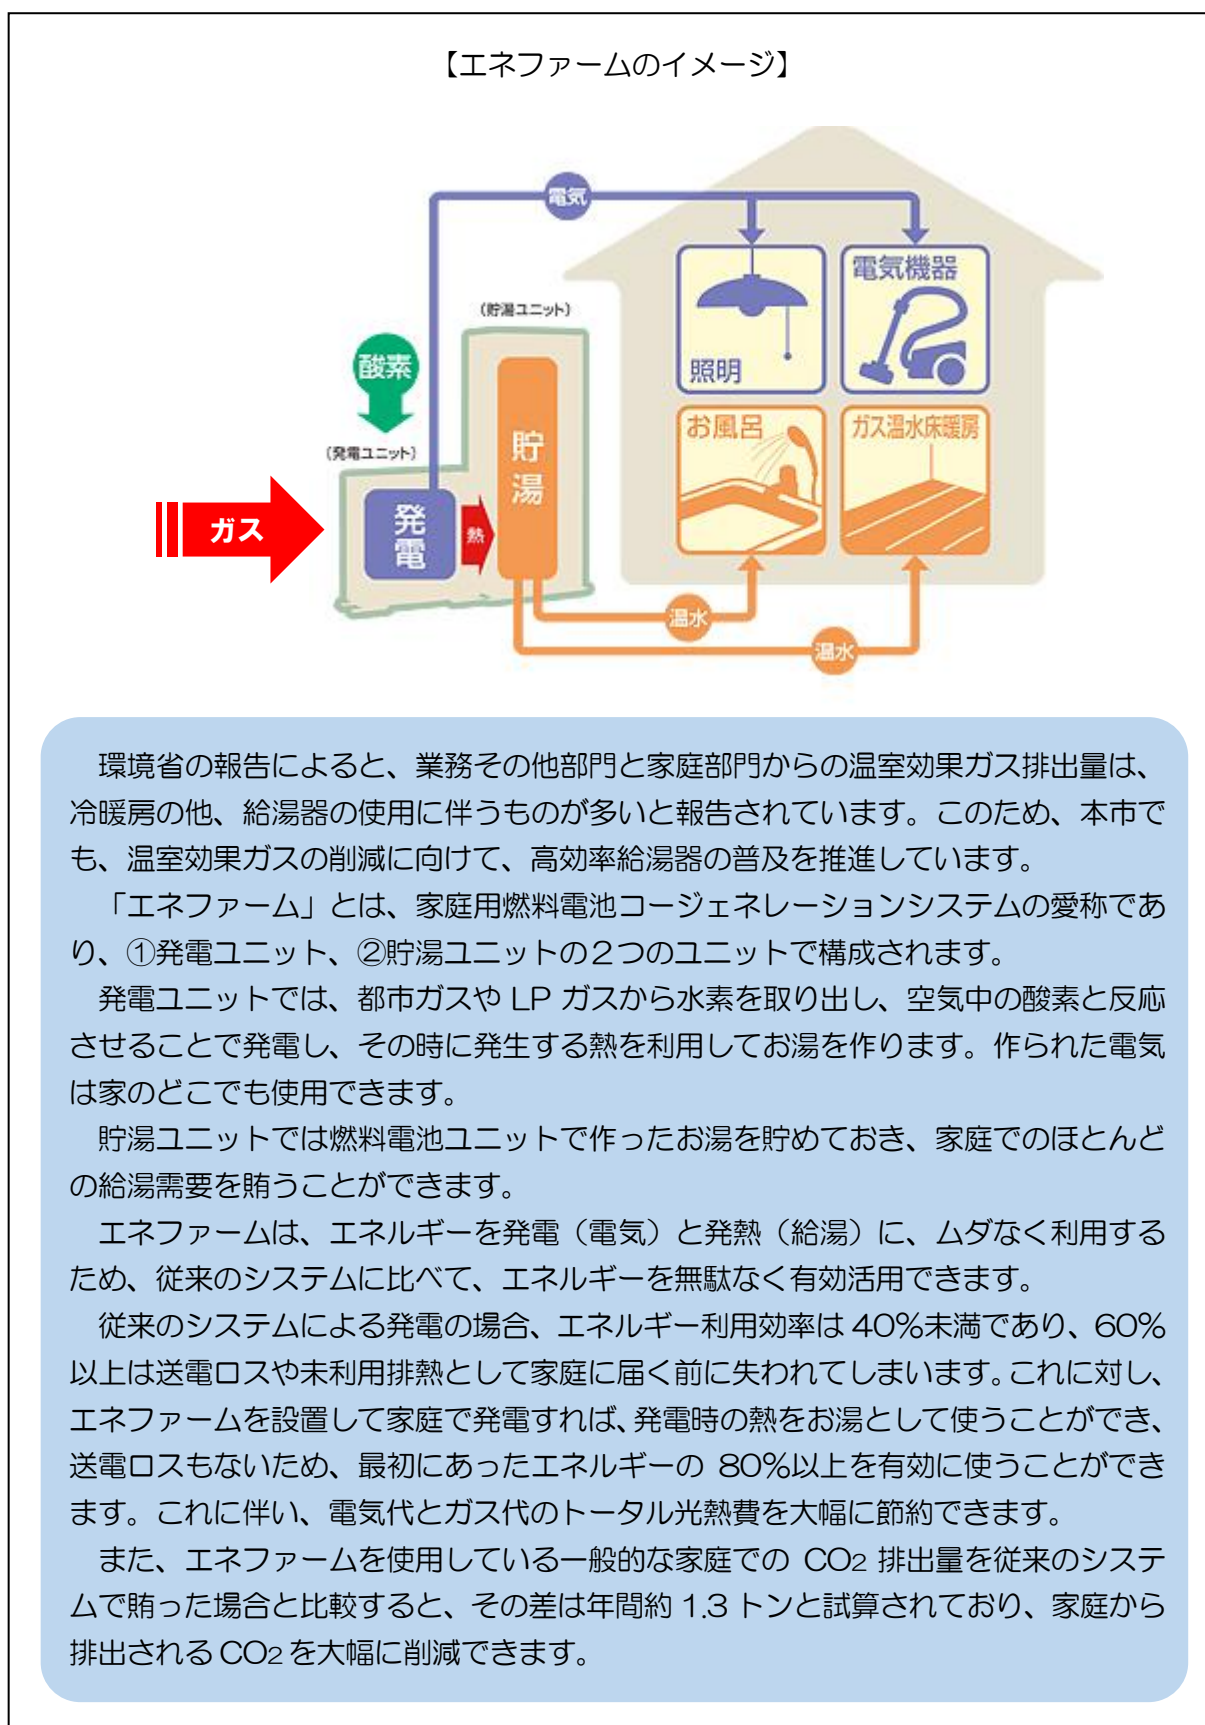 【エネファームのイメージ】
電気
電気機器
(貯湯ユニット)
酸素
照明
お風呂
ガス温水床暖房
貯湯
(発電ユニット)
ガス
発電
熱
温水
温水
環境省の報告によると、業務その他部門と家庭部門からの温室効果ガス排出量は、
冷暖房の他、給湯器の使用に伴うものが多いと報告されています。このため、本市で
も、温室効果ガスの削減に向けて、高効率給湯器の普及を推進しています。
「エネファーム」とは、家庭用燃料電池コージェネレーションシステムの愛称であ
り、①発電ユニット、②貯湯ユニットの２つのユニットで構成されます。
発電ユニットでは、都市ガスや LP ガスから水素を取り出し、空気中の酸素と反応
させることで発電し、その時に発生する熱を利用してお湯を作ります。作られた電気
は家のどこでも使用できます。
貯湯ユニットでは燃料電池ユニットで作ったお湯を貯めておき、家庭でのほとんど
の給湯需要を賄うことができます。
エネファームは、エネルギーを発電（電気）と発熱（給湯）に、ムダなく利用する
ため、従来のシステムに比べて、エネルギーを無駄なく有効活用できます。
従来のシステムによる発電の場合、エネルギー利用効率は 40％未満であり、60％
以上は送電ロスや未利用排熱として家庭に届く前に失われてしまいます。これに対し、
エネファームを設置して家庭で発電すれば、発電時の熱をお湯として使うことができ、
送電ロスもないため、最初にあったエネルギーの 80％以上を有効に使うことができ
ます。これに伴い、電気代とガス代のトータル光熱費を大幅に節約できます。
また、エネファームを使用している一般的な家庭での CO2 排出量を従来のシステ
ムで賄った場合と比較すると、その差は年間約 1.3 トンと試算されており、家庭から
排出される CO2 を大幅に削減できます。